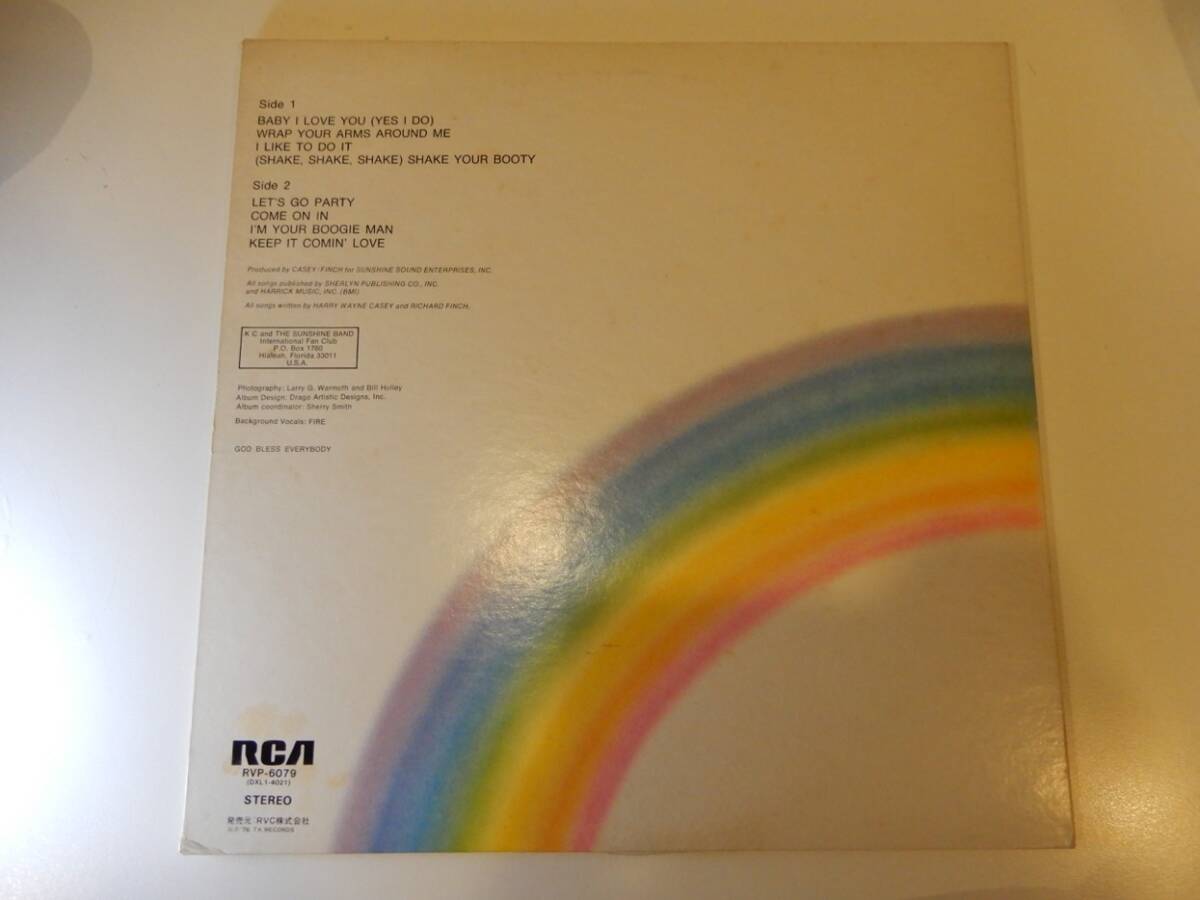 Side 1
BABY I LOVE YOU (YES I DO)
WRAP YOUR ARMS AROUND ME
I LIKE TO DO IT
(SHAKE, SHAKE, SHAKE) SHAKE YOUR BOOTY
Side 2
LET'S GO PARTY
COME ON IN
I'M YOUR BOOGIE MAN
KEEP IT COMIN' LOVE
Produced by CASEY/FINCH for SUNSHINE SOUND ENTERPRISES, INC.
All songs published by SHERLYN PUBLISHING CO., INC.
and HARRICK MUSIC, INC. (BMI)
All songs written by HARRY WAYNE CASEY and RICHARD FINCH.
K C and THE SUNSHINE BAND
International Fan Club
P.O. Box 1780
Hialeah, Florida 33011
U.S.A.
Photography: Larry G. Warmoth and Bill Holley
Album Design: Drago Artistic Designs, Inc.
Album coordinator: Sherry Smith
Background Vocals: FIRE
GOD BLESS EVERYBODY
RCA
RVP-6079
(DXL1-4021)
STEREO
発売元:RVC株式会社
'76 T.K RECORDS